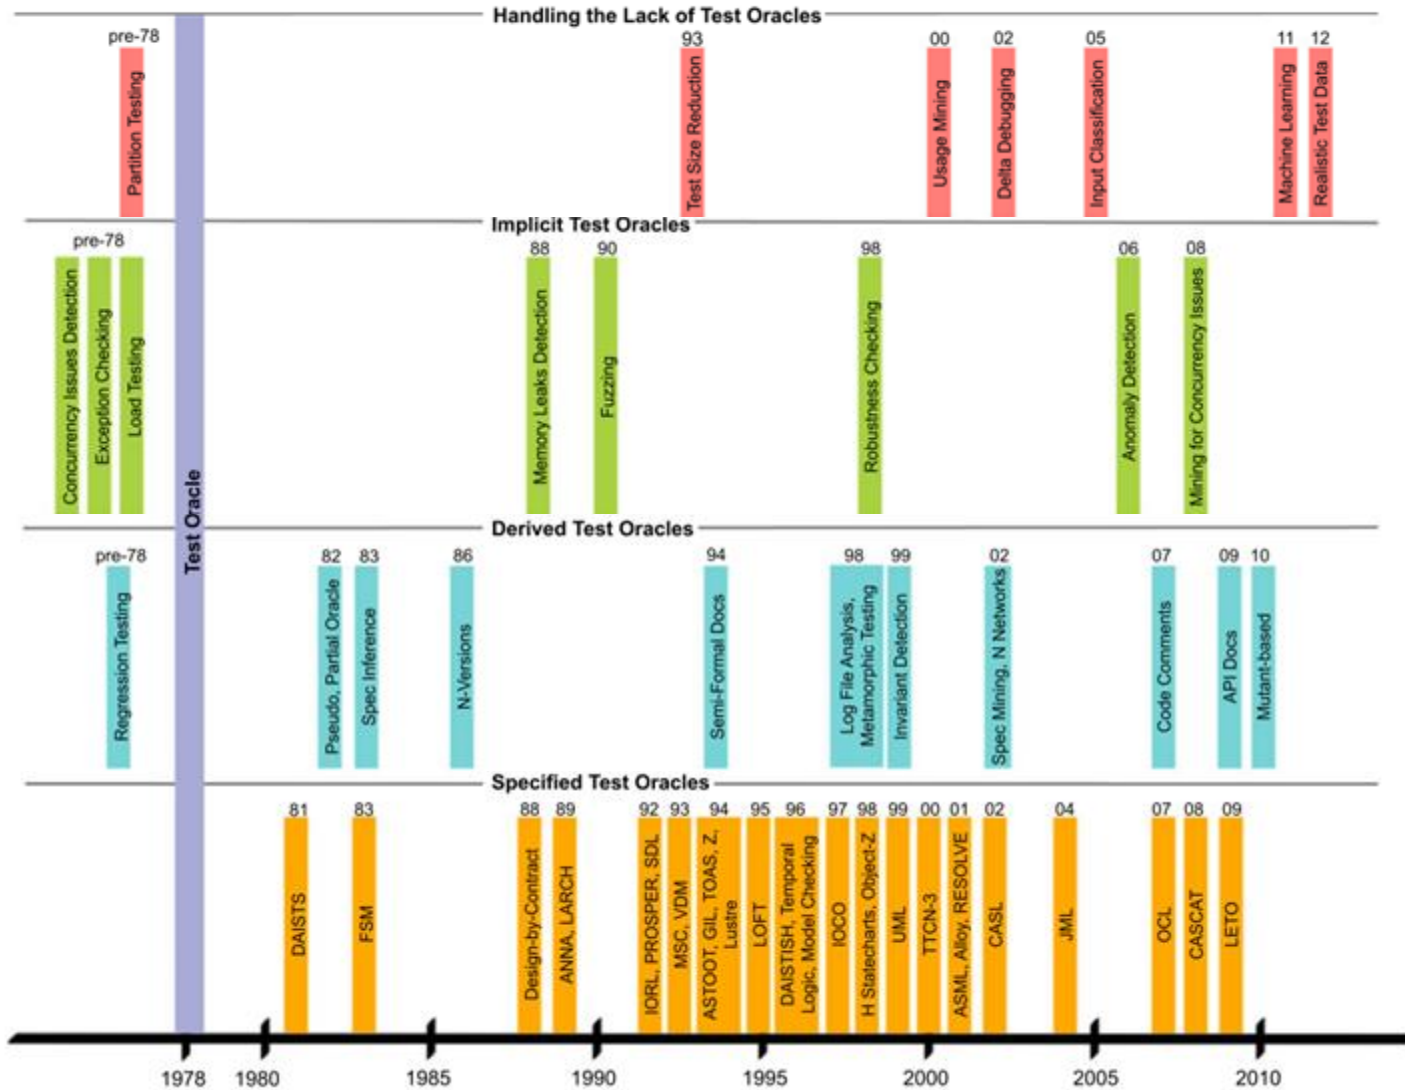 Handling the Lack of Test Oracles
pre-78
93
00
02
05
11
12
Partition Testing
Test Size Reduction
Usage Mining
Delta Debugging
Input Classification
Machine Learning
Realistic Test Data
Implicit Test Oracles
pre-78
88
90
98
06
08
Concurrency Issues Detection
Exception Checking
Load Testing
Memory Leaks Detection
Fuzzing
Robustness Checking
Anomaly Detection
Mining for Concurrency Issues
Test Oracle
Derived Test Oracles
pre-78
82
83
86
94
98
99
02
07
09
10
Regression Testing
Pseudo, Partial Oracle
Spec Inference
N-Versions
Semi-Formal Docs
Log File Analysis,
Metamorphic Testing
Invariant Detection
Spec Mining, N Networks
Code Comments
API Docs
Mutant-based
Specified Test Oracles
81
83
88
89
92
93
94
95
96
97
98
99
00
01
02
04
07
08
09
DAISTS
FSM
Design-by-Contract
ANNA, LARCH
IORL, PROSPER, SDL
MSC, VDM
ASTOOT, GIL, TOAS, Z,
Lustre
LOFT
DAISTISH, Temporal
Logic, Model Checking
IOCO
H Statecharts, Object-Z
UML
TTCN-3
ASML, Alloy, RESOLVE
CASL
JML
OCL
CASCAT
LETO
1978
1980
1985
1990
1995
2000
2005
2010